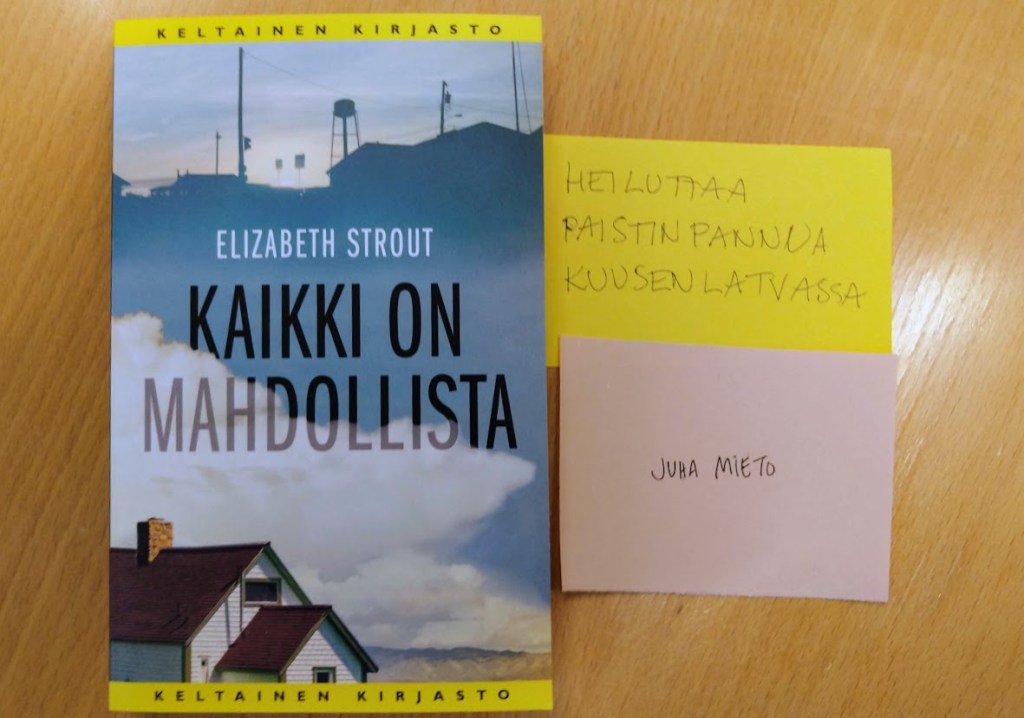 KELTAINEN KIRJASTO
ELIZABETH STROUT
KAIKKI ON
MAHDOLLISTA
KELTAINEN KIRJASTO
HEILUTTAA
PAISTINPANNUA
KUUSENLATVASSA
JUHA MIETO